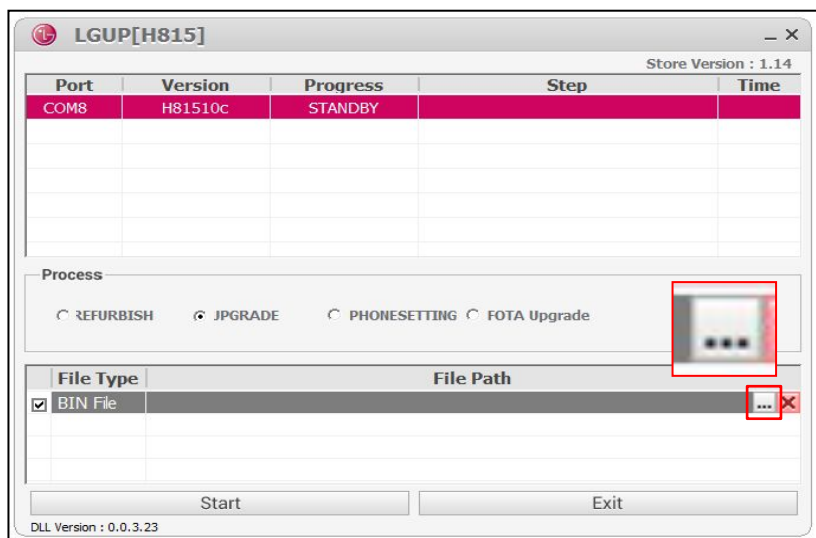 LGUP[H815]
Store Version : 1.14
Port Version Progress Step Time
COM8 H81510c STANDBY
Process
REFURBISH JPGRADE PHONESETTING FOTA Upgrade
...
File Type File Path
BIN File ...
Start Exit
DLL Version : 0.0.3.23